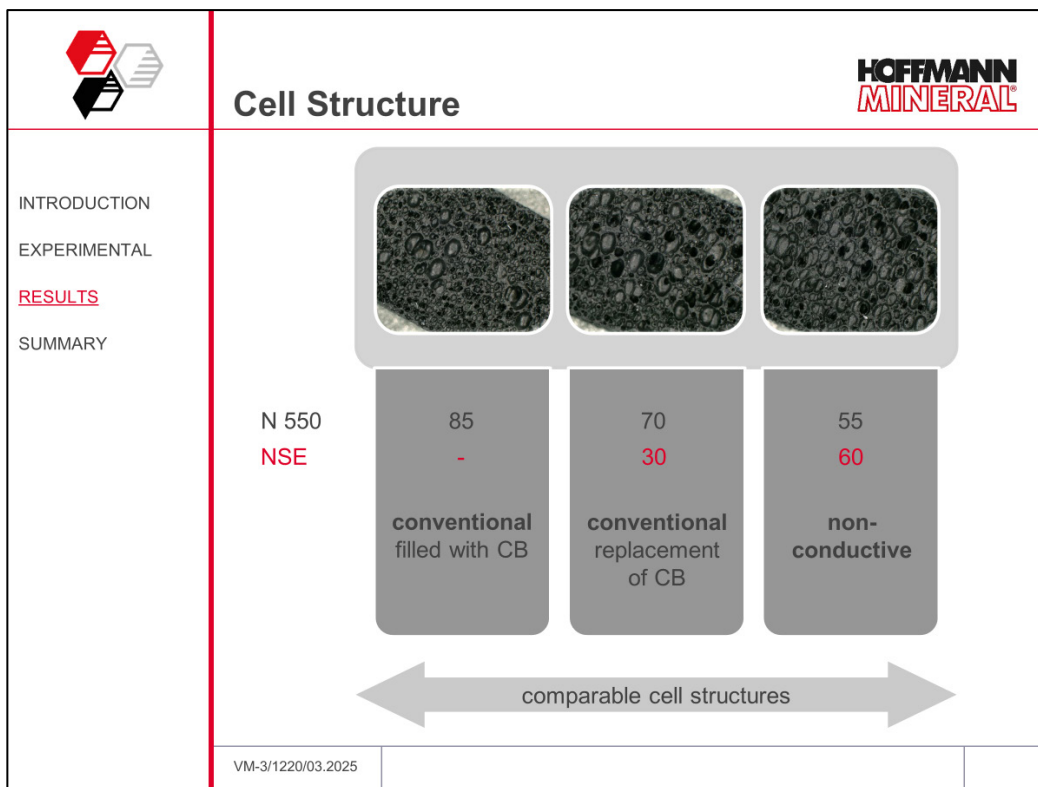 HOFFMANN
MINERAL®
Cell Structure
INTRODUCTION
EXPERIMENTAL
RESULTS
SUMMARY
N 550 85 70 55
NSE - 30 60
conventional
filled with CB
conventional
replacement
of CB
non-
conductive
comparable cell structures
VM-3/1220/03.2025